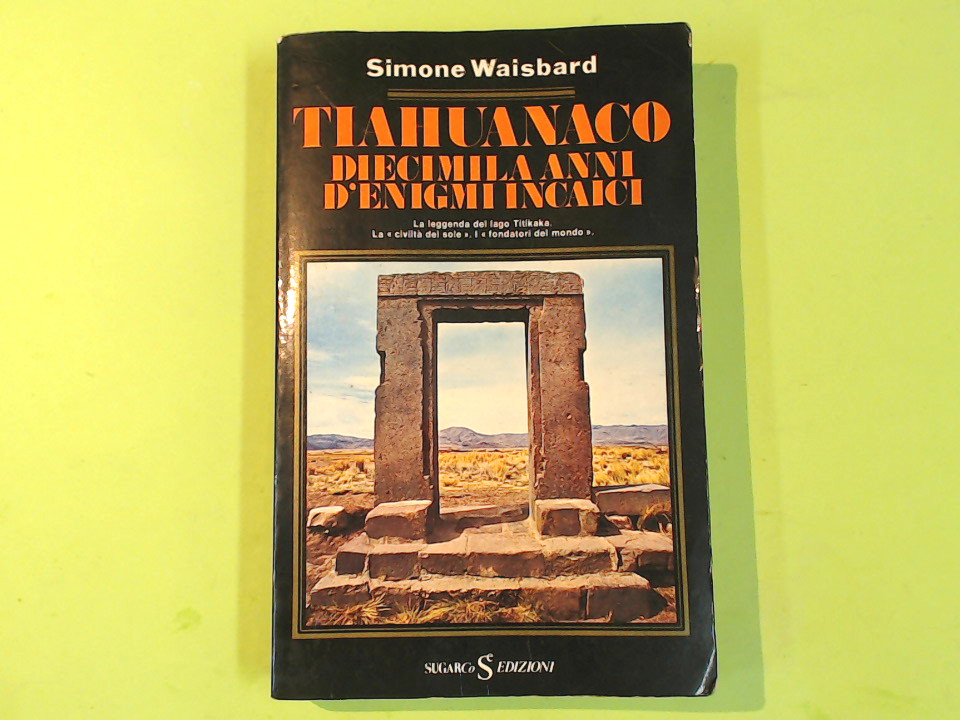 Simone Waisbard
TIAHUANACO
DIECIMILA ANNI
D'ENIGMI INCAICI
La leggenda del lago Titikaka.
La « civiltà del sole ». I « fondatori del mondo ».
SUGARCo S EDIZIONI